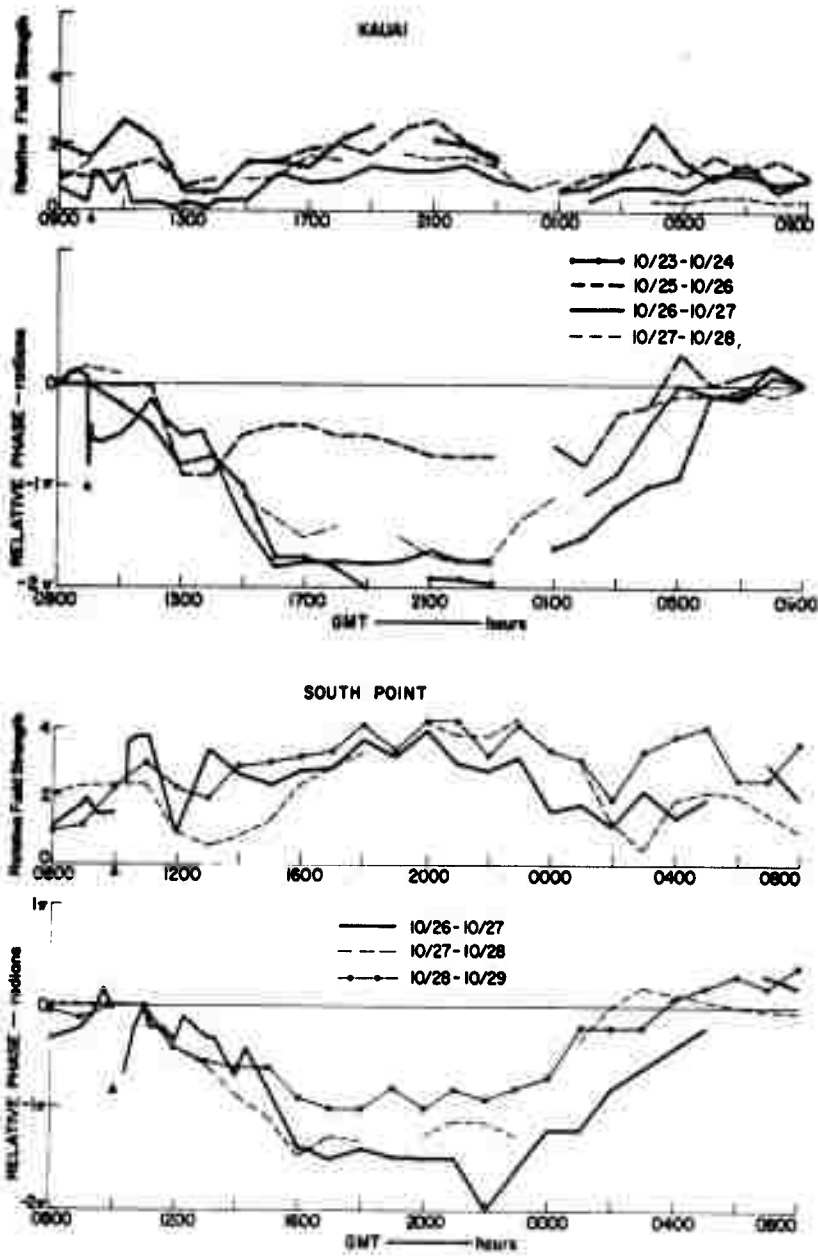 KAUAI
Relative Field Strength
4
2
0
0900 1300 1700 2100 0100 0500 0900
10/23-10/24
10/25-10/26
10/26-10/27
10/27-10/28,
RELATIVE PHASE — radians
0
-1π
-2π
0900 1300 1700 2100 0100 0500 0900
GMT hours
SOUTH POINT
Relative Field Strength
4
2
0
0800 1200 1600 2000 0000 0400 0800
10/26-10/27
10/27-10/28
10/28-10/29
RELATIVE PHASE — radians
1π
0
-1π
-2π
0800 1200 1600 2000 0000 0400 0800
GMT hours